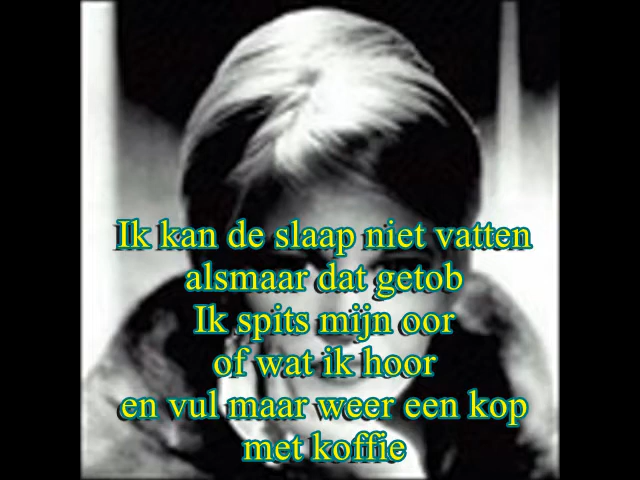 Ik kan de slaap niet vatten
alsmaar dat getob
Ik spits mijn oor
of wat ik hoor
en vul maar weer een kop
met koffie